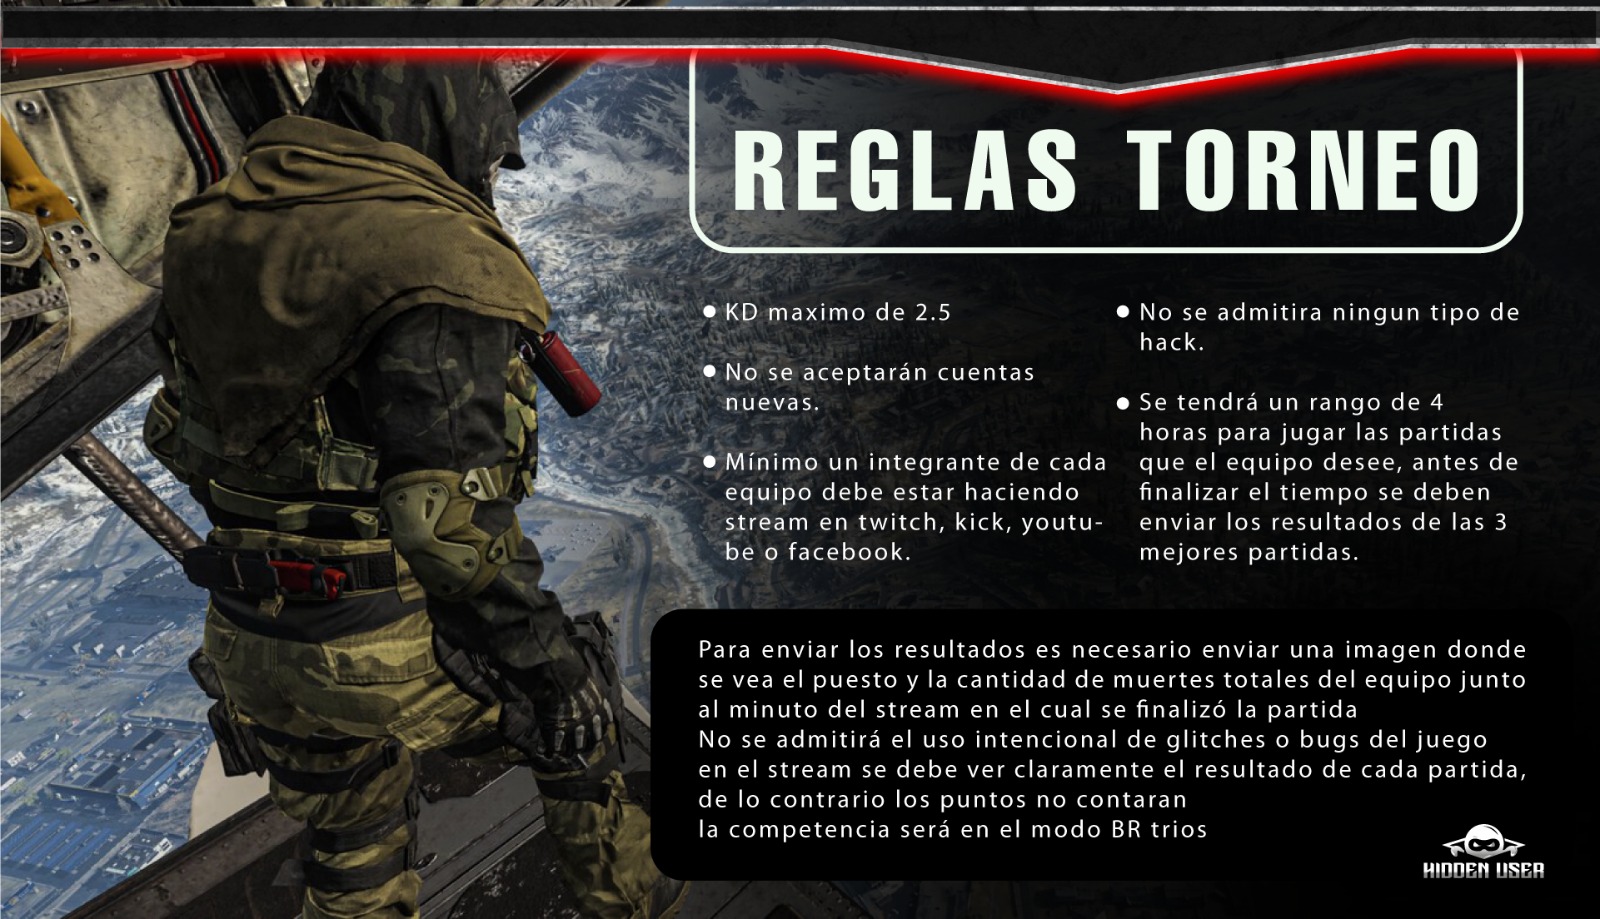 REGLAS TORNEO
KD maximo de 2.5
No se aceptarán cuentas
nuevas.
Mínimo un integrante de cada
equipo debe estar haciendo
stream en twitch, kick, youtu-
be o facebook.
No se admitira ningun tipo de
hack.
Se tendrá un rango de 4
horas para jugar las partidas
que el equipo desee, antes de
finalizar el tiempo se deben
enviar los resultados de las 3
mejores partidas.
Para enviar los resultados es necesario enviar una imagen donde
se vea el puesto y la cantidad de muertes totales del equipo junto
al minuto del stream en el cual se finalizó la partida
No se admitirá el uso intencional de glitches o bugs del juego
en el stream se debe ver claramente el resultado de cada partida,
de lo contrario los puntos no contaran
la competencia será en el modo BR trios
HIDDEN USER